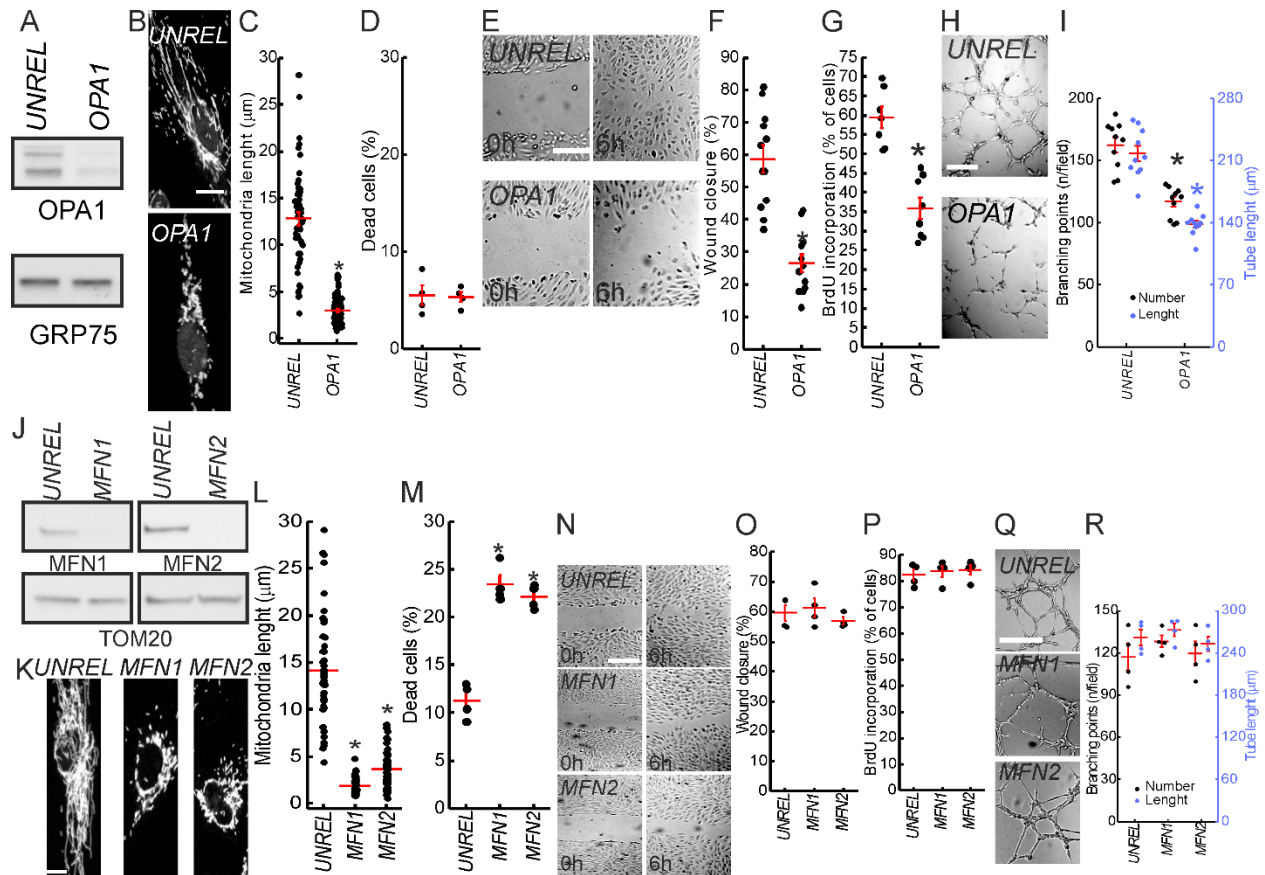 A
UNREL
OPA1
OPA1
GRP75
B
UNREL
OPA1
C
Mitochondria lenght (μm)
30
25
20
15
10
5
0
*
UNREL
OPA1
D
Dead cells (%)
30
20
10
0
UNREL
OPA1
E
UNREL
0h
6h
OPA1
0h
6h
F
Wound closure (%)
90
80
70
60
50
40
30
20
10
0
*
UNREL
OPA1
G
BrdU incorporation (% of cells)
75
70
65
60
55
50
45
40
35
30
25
20
15
10
5
0
*
UNREL
OPA1
H
UNREL
OPA1
I
Branching points (n/field)
200
150
100
50
0
* *
Number
Lenght
UNREL
OPA1
280
210
140
70
0
Tube lenght (μm)
J
UNREL
MFN1
UNREL
MFN2
MFN1
MFN2
TOM20
K
UNREL
MFN1
MFN2
L
Mitochondria lenght (μm)
30
25
20
15
10
5
0
* *
UNREL
MFN1
MFN2
M
Dead cells (%)
30
25
20
15
10
5
0
* *
UNREL
MFN1
MFN2
N
UNREL
0h
6h
MFN1
0h
6h
MFN2
0h
6h
O
Wound closure (%)
90
80
70
60
50
40
30
20
10
0
UNREL
MFN1
MFN2
P
BrdU incorporation (% of cells)
90
80
70
60
50
40
30
20
10
0
UNREL
MFN1
MFN2
Q
UNREL
MFN1
MFN2
R
Branching points (n/field)
150
120
90
60
30
0
Number
Lenght
UNREL
MFN1
MFN2
300
240
180
120
60
0
Tube lenght (μm)